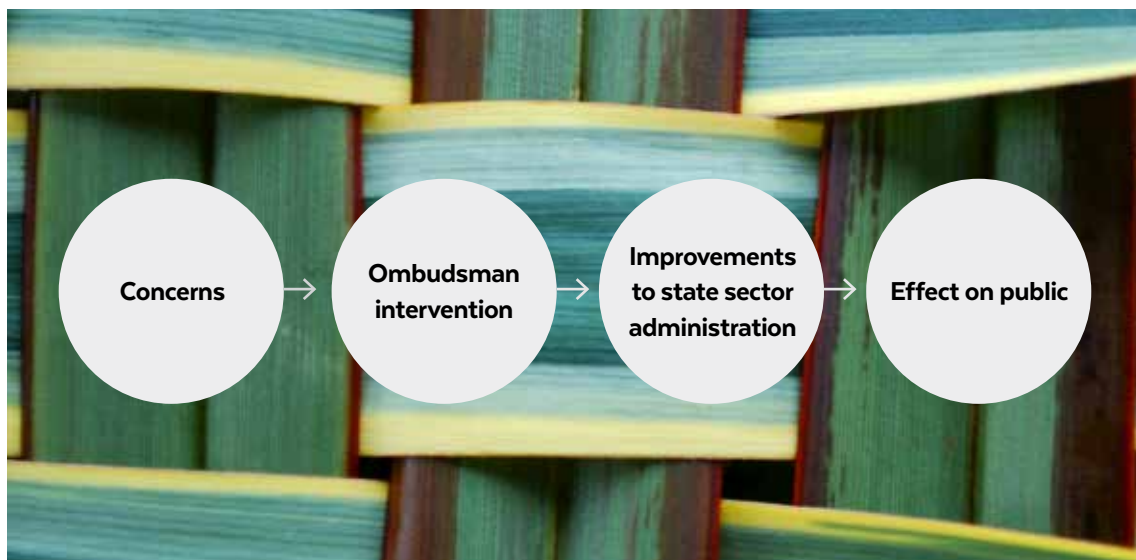 Concerns
Ombudsman
intervention
Improvements
to state sector
administration
Effect on public